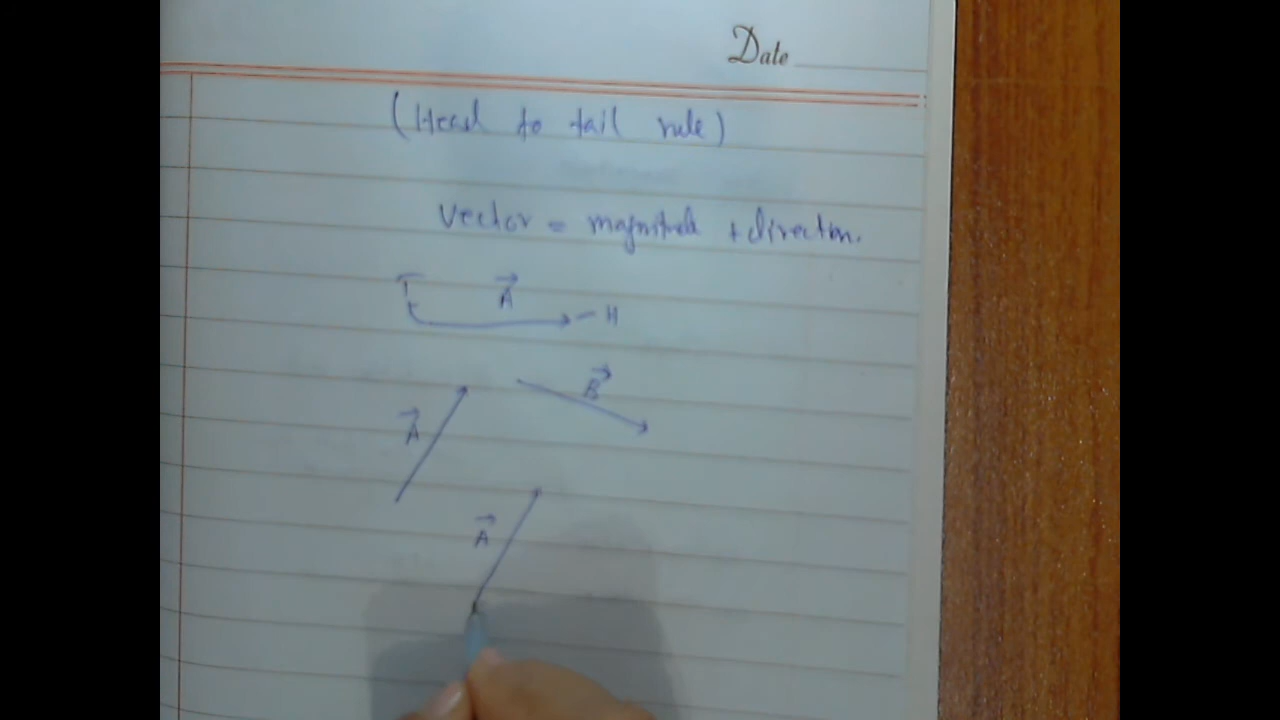 Date
(Head to tail rule)
Vector = magnitude + direction.
T A⃗ H
A⃗ B⃗
A⃗